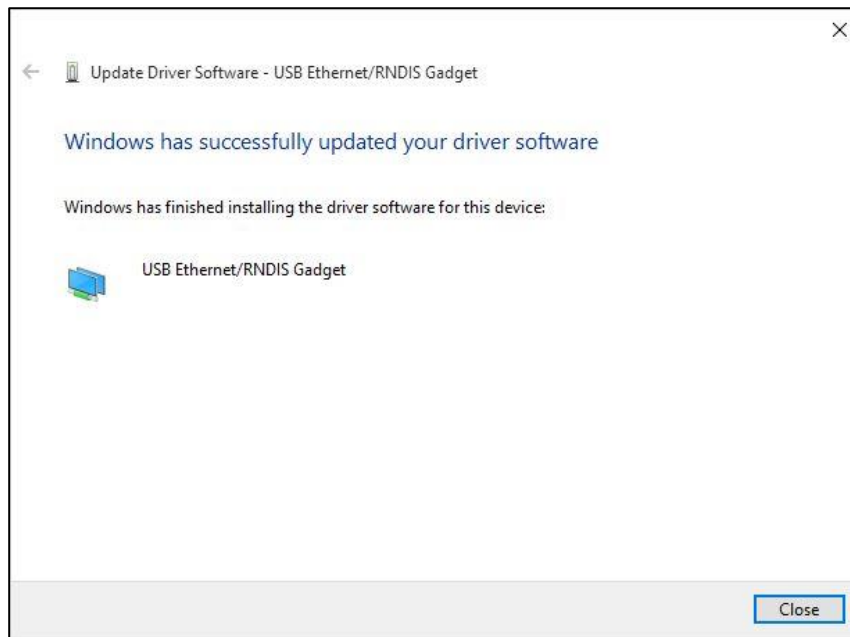 Update Driver Software - USB Ethernet/RNDIS Gadget
Windows has successfully updated your driver software
Windows has finished installing the driver software for this device:
USB Ethernet/RNDIS Gadget
Close